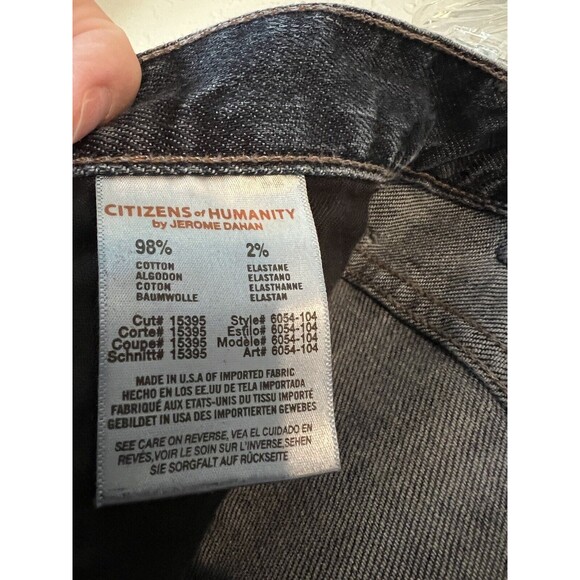 CITIZENS of HUMANITY
by JEROME DAHAN
98% 2%
COTTON ELASTANE
ALGODON ELASTANO
COTON ELASTHANNE
BAUMWOLLE ELASTAN
Cut# 15395 Style# 6054-104
Corte# 15395 Estilo# 6054-104
Coupe# 15395 Modele# 6054-104
Schnitt# 15395 Art# 6054-104
MADE IN U.S.A OF IMPORTED FABRIC
HECHO EN LOS EE.UU DE TELA IMPORTADA
FABRIQUÉ AUX ETATS-UNIS DU TISSU IMPORTÉ
GEBILDET IN USA DES IMPORTIERTEN GEWEBES
SEE CARE ON REVERSE, VEA EL CUIDADO EN
REVÉS, VOIR LE SOIN SUR L'INVERSE, SEHEN
SIE SORGFALT AUF RÜCKSEITE